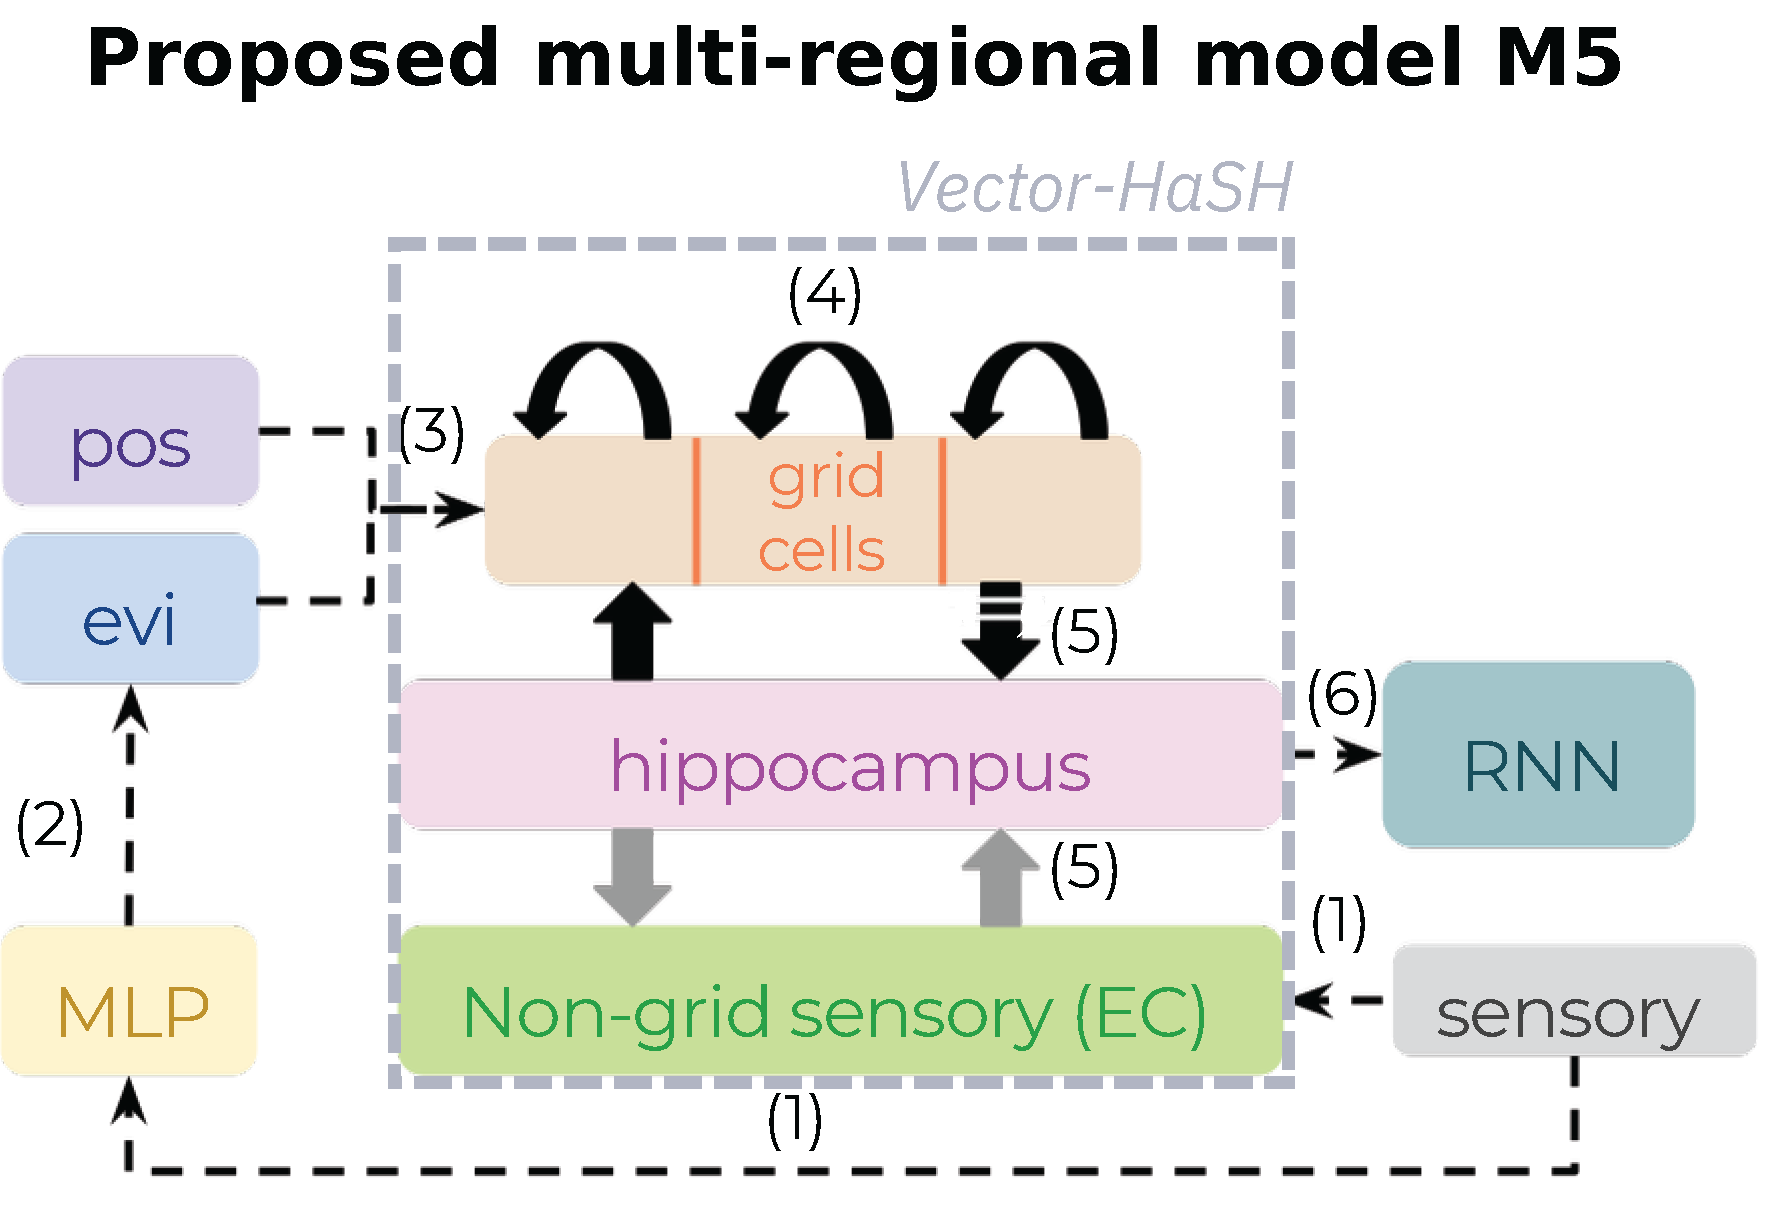 Proposed multi-regional model M5
Vector-HaSH
(4)
pos
(3)
grid
cells
evi
(5)
hippocampus
(6)
RNN
(2)
(5)
(1)
MLP
Non-grid sensory (EC)
sensory
(1)